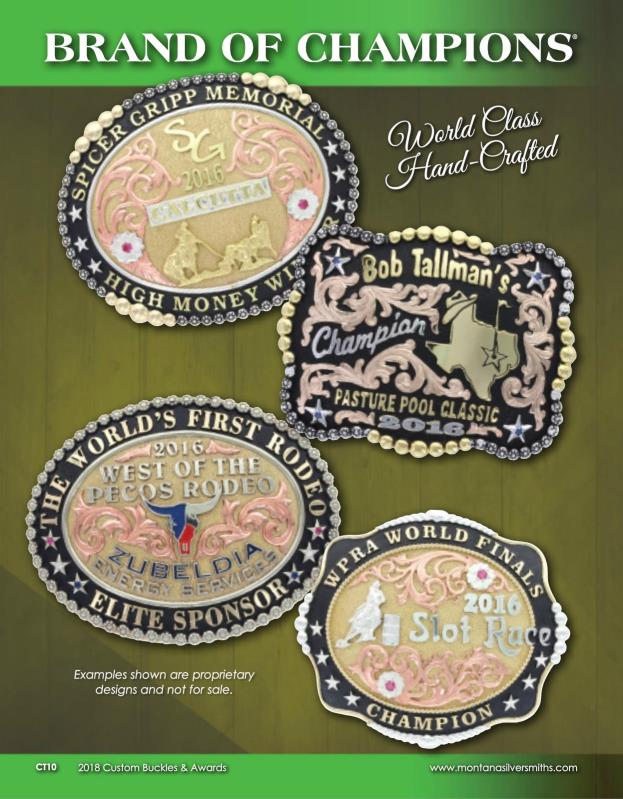 BRAND OF CHAMPIONS®
World Class
Hand-Crafted
SPICER GRIPP MEMORIAL
SG
2016
CALCUTTA
HIGH MONEY WI
R
Bob Tallman's
Champion
PASTURE POOL CLASSIC
2016
THE WORLD'S FIRST RODEO
2016
WEST OF THE
PECOS RODEO
ZUBELDIA
ENERGY SERVICES
ELITE SPONSOR
WPRA WORLD FINALS
2016
Slot Race
CHAMPION
Examples shown are proprietary
designs and not for sale.
CT10 2018 Custom Buckles & Awards www.montanasilversmiths.com